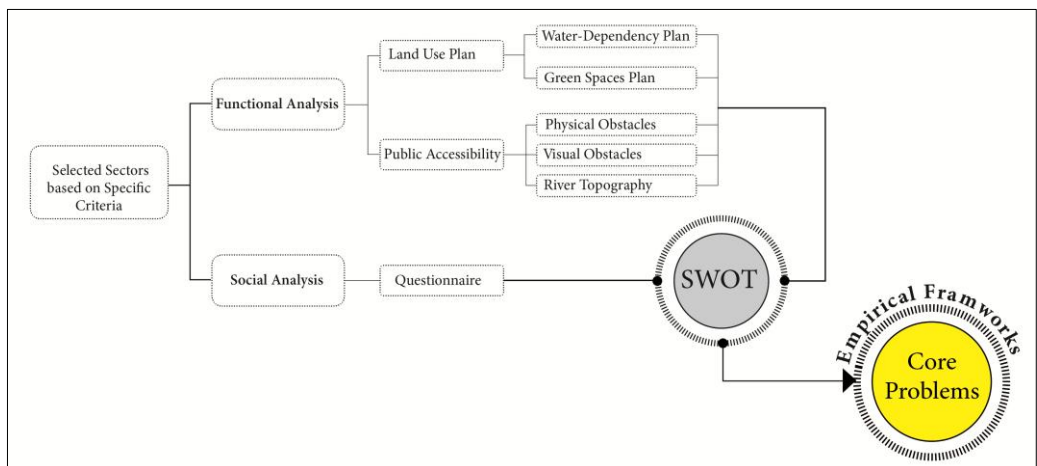 Selected Sectors
based on Specific
Criteria
Functional Analysis
Land Use Plan
Water-Dependency Plan
Green Spaces Plan
Public Accessibility
Physical Obstacles
Visual Obstacles
River Topography
Social Analysis
Questionnaire
SWOT
Empirical Framworks
Core
Problems